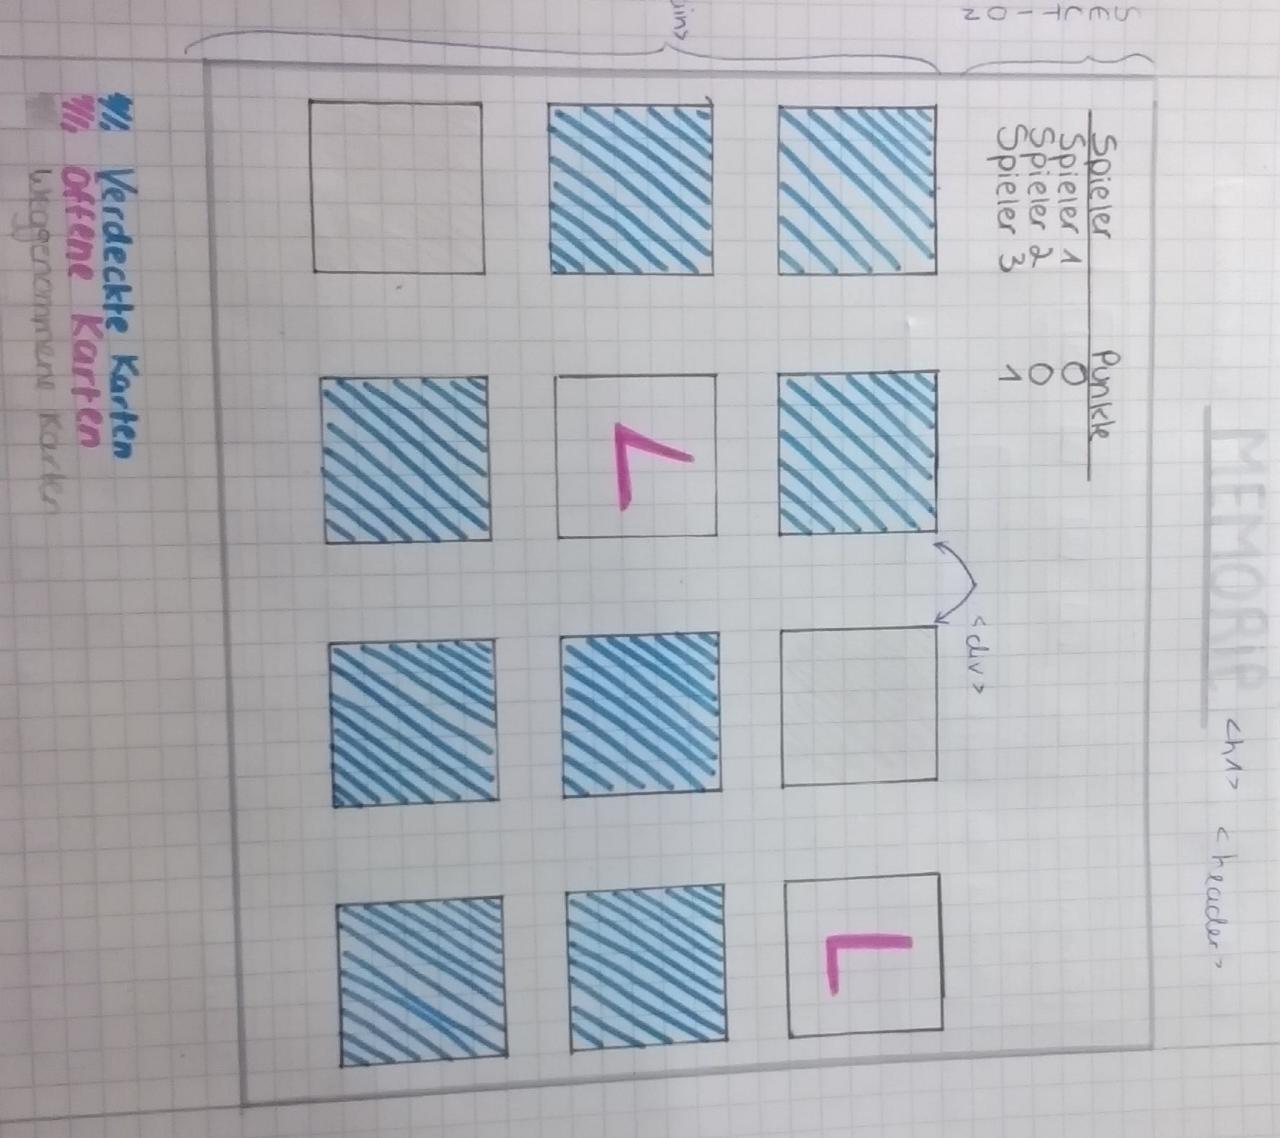 MEMORIE
<h1>
<header>
SECTION
Spieler Punkte
Spieler 1 0
Spieler 2 0
Spieler 3 1
<div>
L
L
Verdeckte Karten
Offene Karten
Weggenommene Karten